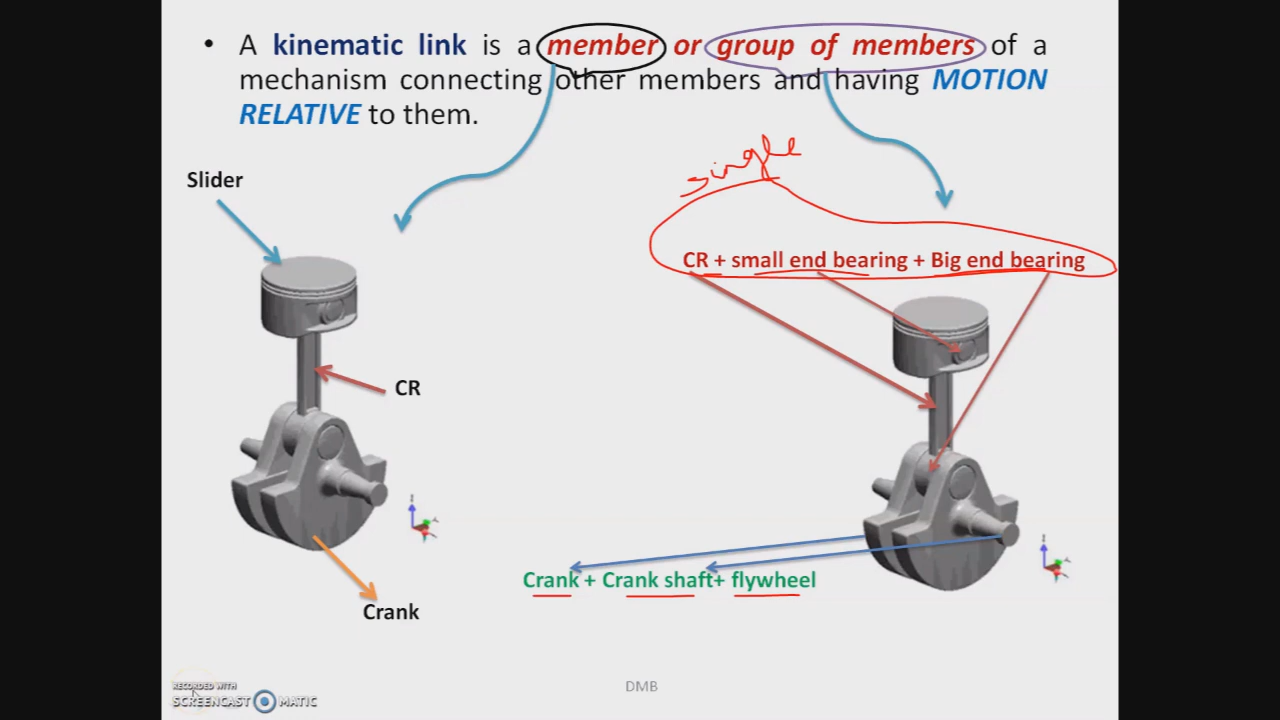 • A kinematic link is a member or group of members of a
mechanism connecting other members and having MOTION
RELATIVE to them.
single
Slider
CR + small end bearing + Big end bearing
CR
Crank + Crank shaft+ flywheel
Crank
RECORDED WITH
SCREENCAST MATIC
DMB